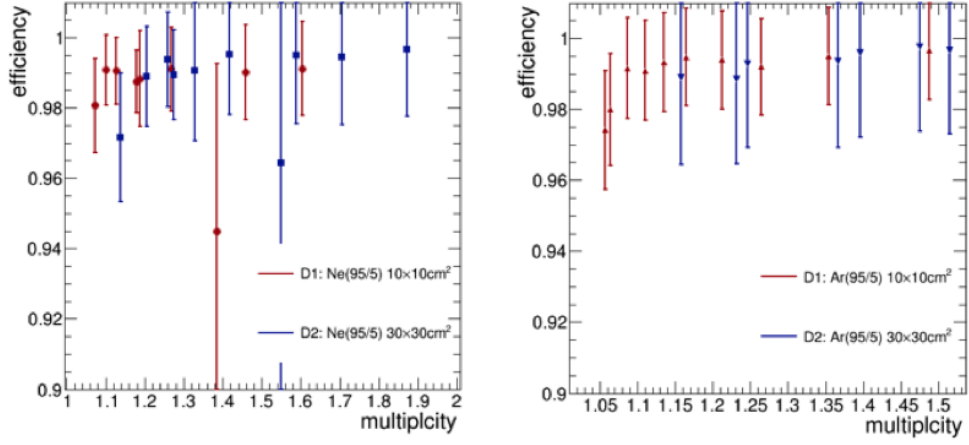 efficiency
1
0.98
0.96
0.94
0.92
0.9
D1: Ne(95/5) 10×10cm²
D2: Ne(95/5) 30×30cm²
1 1.1 1.2 1.3 1.4 1.5 1.6 1.7 1.8 1.9 2
multiplcity
efficiency
1
0.98
0.96
0.94
0.92
0.9
D1: Ar(95/5) 10×10cm²
D2: Ar(95/5) 30×30cm²
1.05 1.1 1.15 1.2 1.25 1.3 1.35 1.4 1.45 1.5
multiplcity